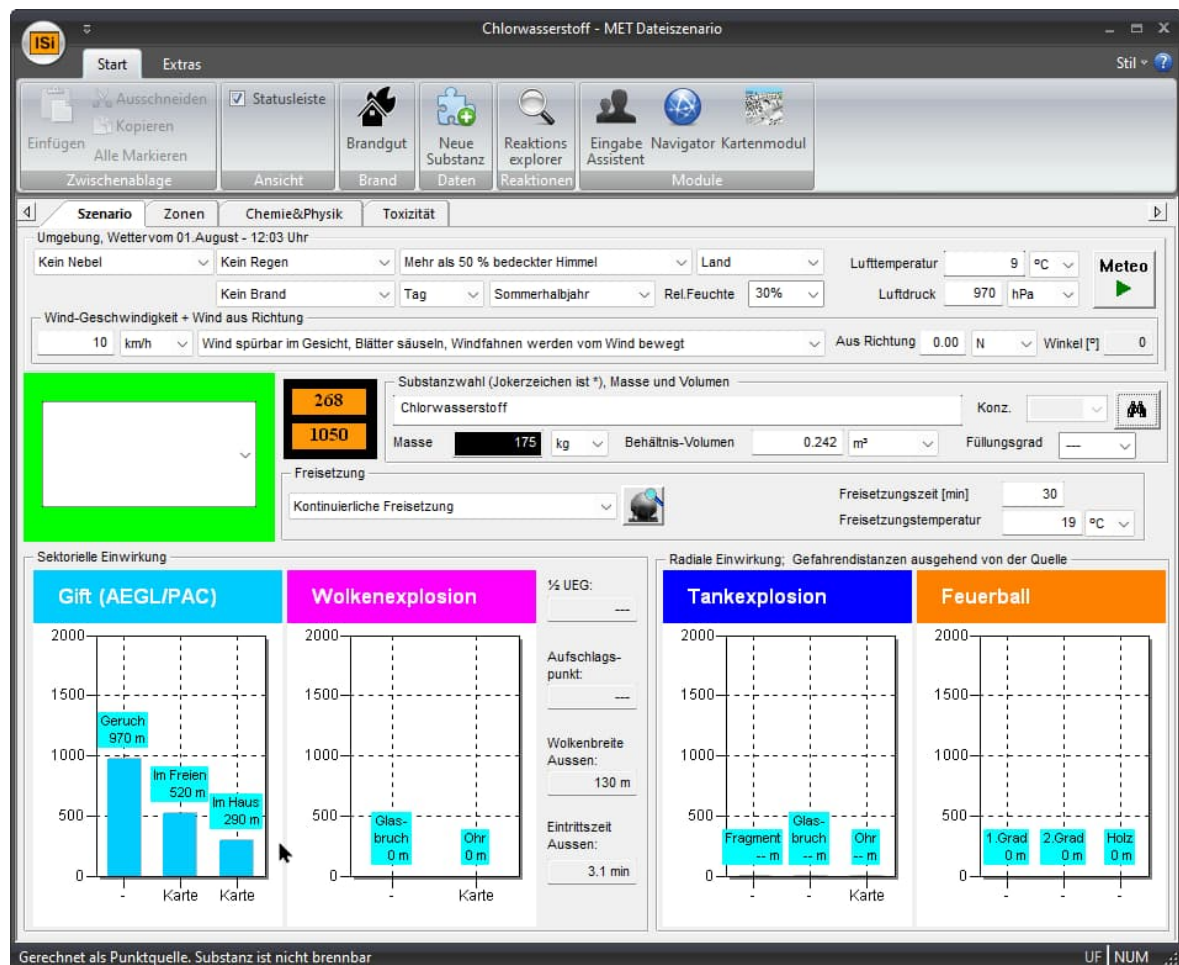 Chlorwasserstoff - MET Dateiszenario
ISi
Start Extras Stil
Einfügen Ausschneiden Kopieren Alle Markieren
Zwischenablage
Statusleiste
Ansicht
Brandgut
Brand
Neue Substanz
Daten
Reaktions explorer
Reaktionen
Eingabe Assistent Navigator Kartenmodul
Module
Szenario Zonen Chemie&Physik Toxizität
Umgebung, Wetter vom 01.August - 12:03 Uhr
Kein Nebel Kein Regen Mehr als 50 % bedeckter Himmel Land Lufttemperatur 9 ºC Meteo
Kein Brand Tag Sommerhalbjahr Rel.Feuchte 30% Luftdruck 970 hPa
Wind-Geschwindigkeit + Wind aus Richtung
10 km/h Wind spürbar im Gesicht, Blätter säuseln, Windfahnen werden vom Wind bewegt Aus Richtung 0.00 N Winkel [º] 0
268
1050
Substanzwahl (Jokerzeichen ist *), Masse und Volumen
Chlorwasserstoff Konz.
Masse 175 kg Behältnis-Volumen 0.242 m³ Füllungsgrad ---
Freisetzung
Kontinuierliche Freisetzung
Freisetzungszeit [min] 30
Freisetzungstemperatur 19 ºC
Sektorielle Einwirkung
Gift (AEGL/PAC)
2000
1500
1000
500
0
Geruch
970 m
Im Freien
520 m
Im Haus
290 m
- Karte Karte
Wolkenexplosion
2000
1500
1000
500
0
Glas-
bruch
0 m
Ohr
0 m
- Karte
½ UEG:
---
Aufschlags-
punkt:
---
Wolkenbreite
Aussen:
130 m
Eintrittszeit
Aussen:
3.1 min
Radiale Einwirkung; Gefahrendistanzen ausgehend von der Quelle
Tankexplosion
2000
1500
1000
500
0
Fragment
-- m
Glas-
bruch
-- m
Ohr
-- m
- - Karte
Feuerball
2000
1500
1000
500
0
1.Grad
0 m
2.Grad
0 m
Holz
0 m
- - -
Gerechnet als Punktquelle. Substanz ist nicht brennbar UF NUM